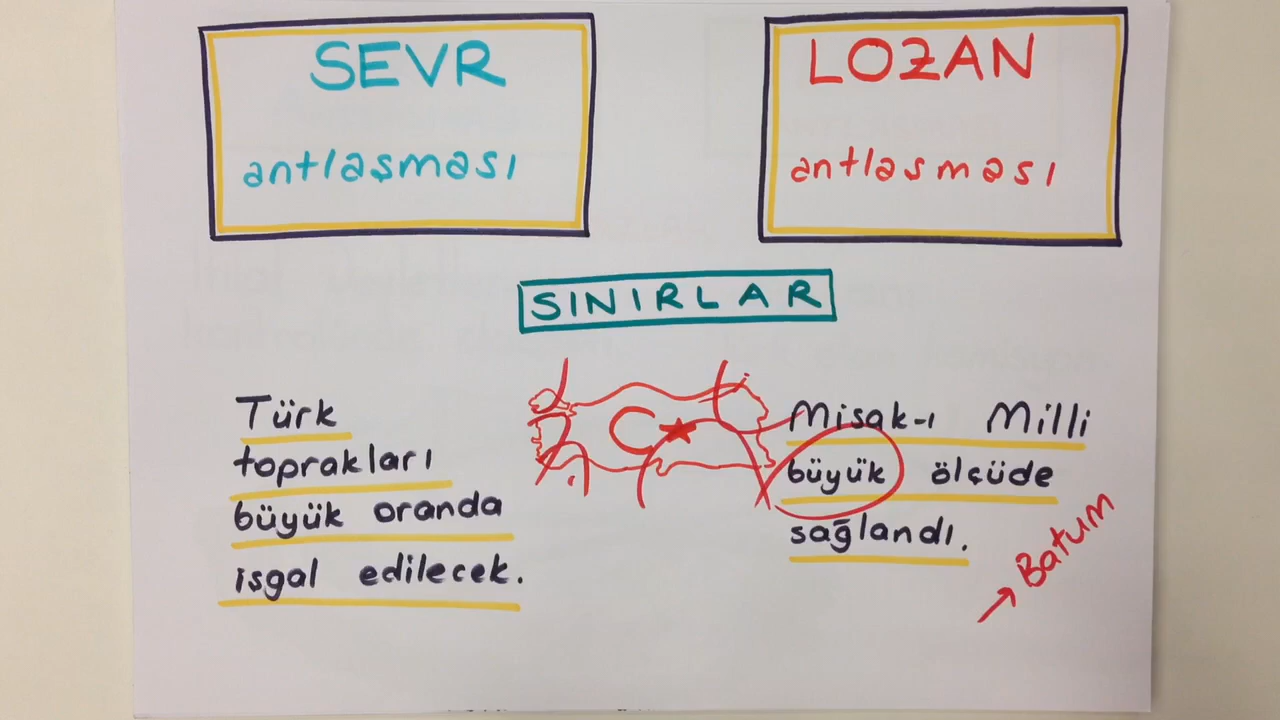 SEVR
antlaşması
LOZAN
antlaşması
SINIRLAR
Türk
toprakları
büyük oranda
işgal edilecek.
Misak-ı Milli
büyük ölçüde
sağlandı.
→ Batum